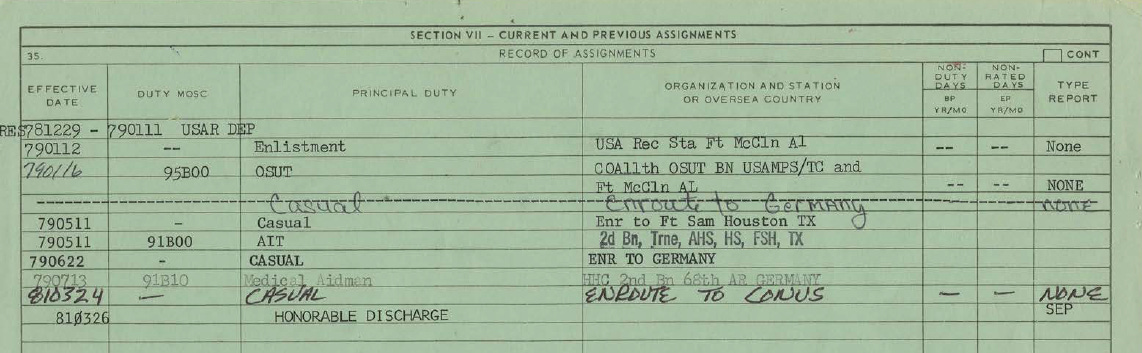 SECTION VII – CURRENT AND PREVIOUS ASSIGNMENTS
35. RECORD OF ASSIGNMENTS CONT
EFFECTIVE DATE DUTY MOSC PRINCIPAL DUTY ORGANIZATION AND STATION OR OVERSEA COUNTRY NON-DUTY DAYS BP YR/MO NON-RATED DAYS EP YR/MO TYPE REPORT
RES781229 - 790111 USAR DEP
790112 -- Enlistment USA Rec Sta Ft McCln Al -- -- None
790116 95B00 OSUT COA11th OSUT BN USAMPS/TC and
Ft McCln AL -- -- NONE
Casual Enroute to Germany NONE
790511 - Casual Enr to Ft Sam Houston TX
790511 91B00 AIT 2d Bn, Trne, AHS, HS, FSH, TX
790622 - CASUAL ENR TO GERMANY
790713 91B10 Medical Aidman HHC 2nd Bn 68th AR GERMANY
810324 — CASUAL ENROUTE TO CONUS — — NONE
810326 HONORABLE DISCHARGE SEP